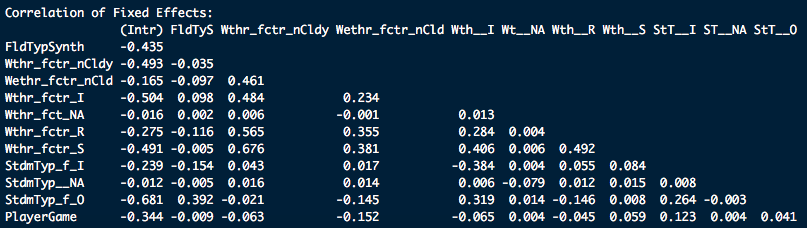 Correlation of Fixed Effects:
(Intr) FldTyS Wthr_fctr_nCldy Wethr_fctr_nCld Wth__I Wt__NA Wth__R Wth__S StT__I ST__NA StT__O
FldTypSynth -0.435
Wthr_fctr_nCldy -0.493 -0.035
Wethr_fctr_nCld -0.165 -0.097 0.461
Wthr_fctr_I -0.504 0.098 0.484 0.234
Wthr_fct_NA -0.016 0.002 0.006 -0.001 0.013
Wthr_fctr_R -0.275 -0.116 0.565 0.355 0.284 0.004
Wthr_fctr_S -0.491 -0.005 0.676 0.381 0.406 0.006 0.492
StdmTyp_f_I -0.239 -0.154 0.043 0.017 -0.384 0.004 0.055 0.084
StdmTyp__NA -0.012 -0.005 0.016 0.014 0.006 -0.079 0.012 0.015 0.008
StdmTyp_f_O -0.681 0.392 -0.021 -0.145 0.319 0.014 -0.146 0.008 0.264 -0.003
PlayerGame -0.344 -0.009 -0.063 -0.152 -0.065 0.004 -0.045 0.059 0.123 0.004 0.041